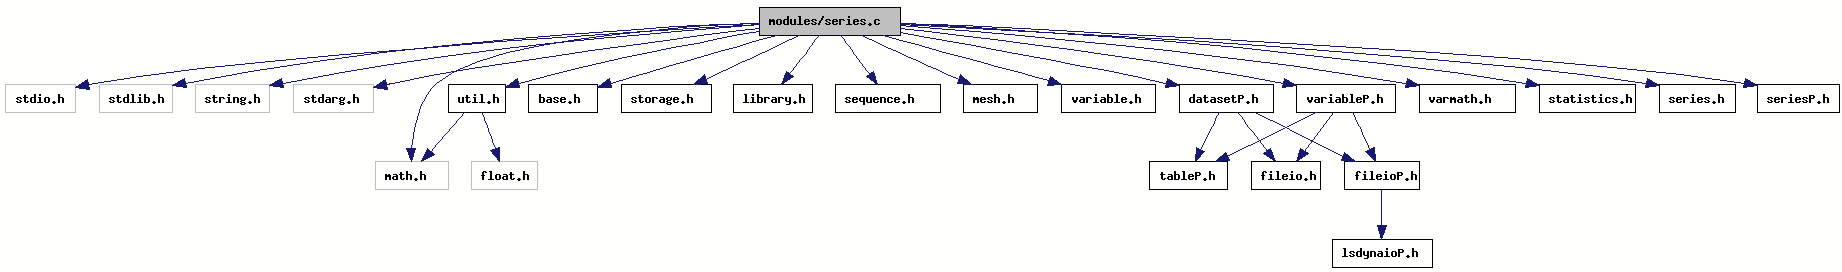 modules/series.c
stdio.h
stdlib.h
string.h
stdarg.h
util.h
base.h
storage.h
library.h
sequence.h
mesh.h
variable.h
datasetP.h
variableP.h
varmath.h
statistics.h
series.h
seriesP.h
math.h
float.h
tableP.h
fileio.h
fileioP.h
lsdynaioP.h